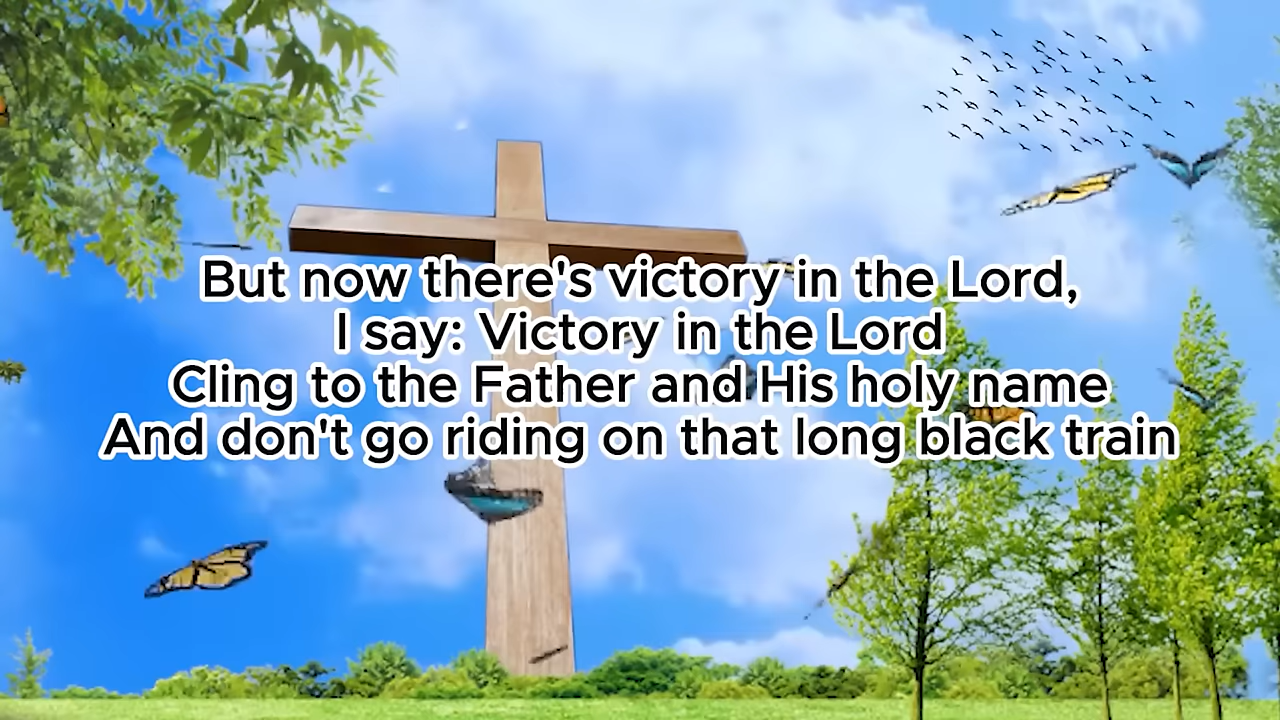 But now there's victory in the Lord,
I say: Victory in the Lord
Cling to the Father and His holy name
And don't go riding on that long black train